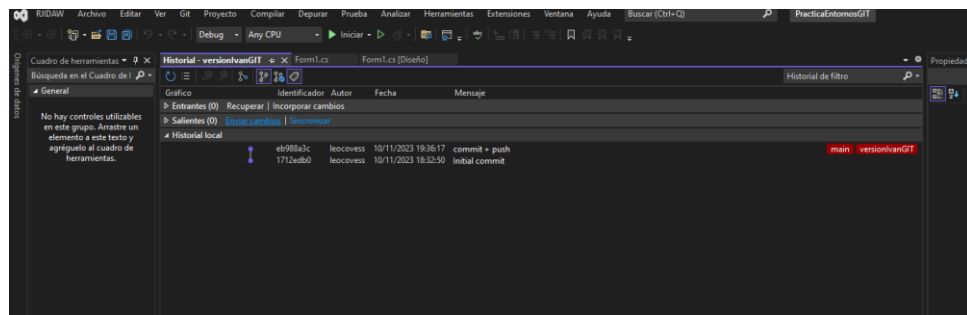 RJDAW Archivo Editar Ver Git Proyecto Compilar Depurar Prueba Analizar Herramientas Extensiones Ventana Ayuda Buscar (Ctrl+Q) PracticaEntornosGIT
Debug Any CPU Iniciar
Orígenes de datos
Cuadro de herramientas
Búsqueda en el Cuadro de l
General
No hay controles utilizables
en este grupo. Arrastre un
elemento a este texto y
agréguelo al cuadro de
herramientas.
Historial - versionIvanGIT Form1.cs Form1.cs [Diseño]
Historial de filtro
Gráfico Identificador Autor Fecha Mensaje
Entrantes (0) Recuperar | Incorporar cambios
Salientes (0) Enviar cambios | Sincronizar
Historial local
eb988a3c leocovess 10/11/2023 19:36:17 commit + push main versionIvanGIT
1712edb0 leocovess 10/11/2023 18:32:50 Initial commit
Propiedad